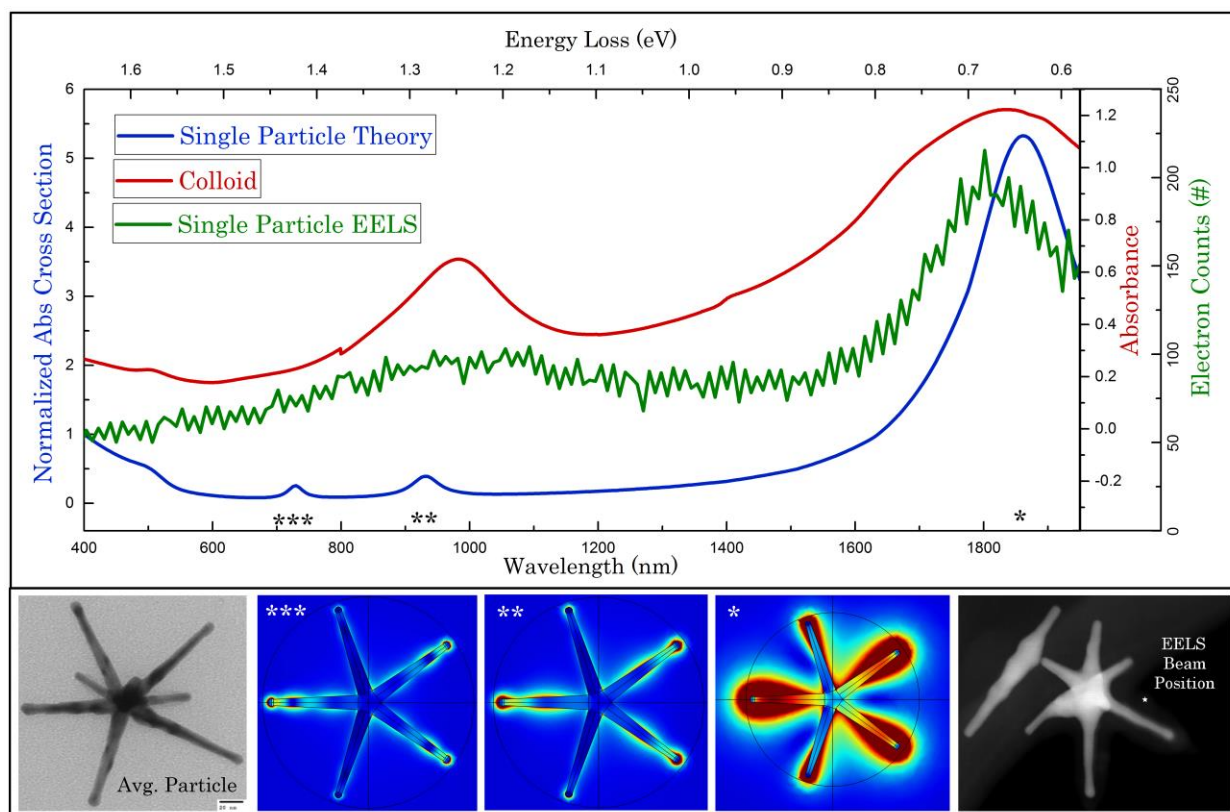 Energy Loss (eV)
1.6 1.5 1.4 1.3 1.2 1.1 1.0 0.9 0.8 0.7 0.6
Normalized Abs Cross Section
6
5
4
3
2
1
0
Single Particle Theory
Colloid
Single Particle EELS
1.2
1.0
0.8
0.6
0.4
0.2
0.0
-0.2
Absorbance
250
200
150
100
50
0
Electron Counts (#)
*** ** *
400 600 800 1000 1200 1400 1600 1800
Wavelength (nm)
Avg. Particle
20 nm
***
**
*
EELS
Beam
Position
*